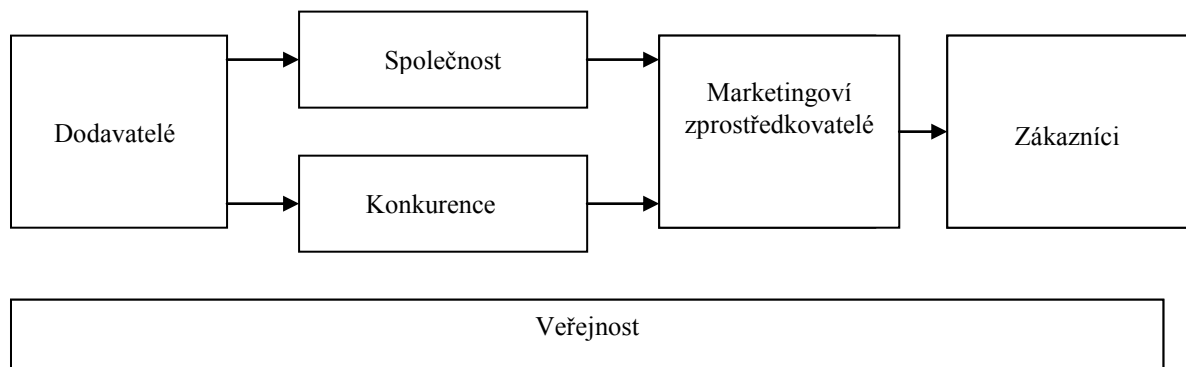 Dodavatelé
Společnost
Konkurence
Marketingoví
zprostředkovatelé
Zákazníci
Veřejnost